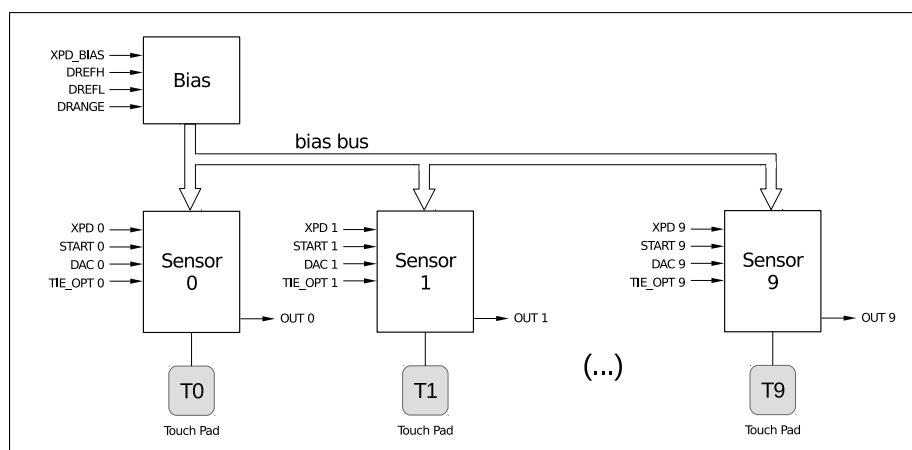 XPD_BIAS
DREFH
DREFL
DRANGE
Bias
bias bus
XPD 0
START 0
DAC 0
TIE_OPT 0
Sensor
0
OUT 0
T0
Touch Pad
XPD 1
START 1
DAC 1
TIE_OPT 1
Sensor
1
OUT 1
T1
Touch Pad
(...)
XPD 9
START 9
DAC 9
TIE_OPT 9
Sensor
9
OUT 9
T9
Touch Pad